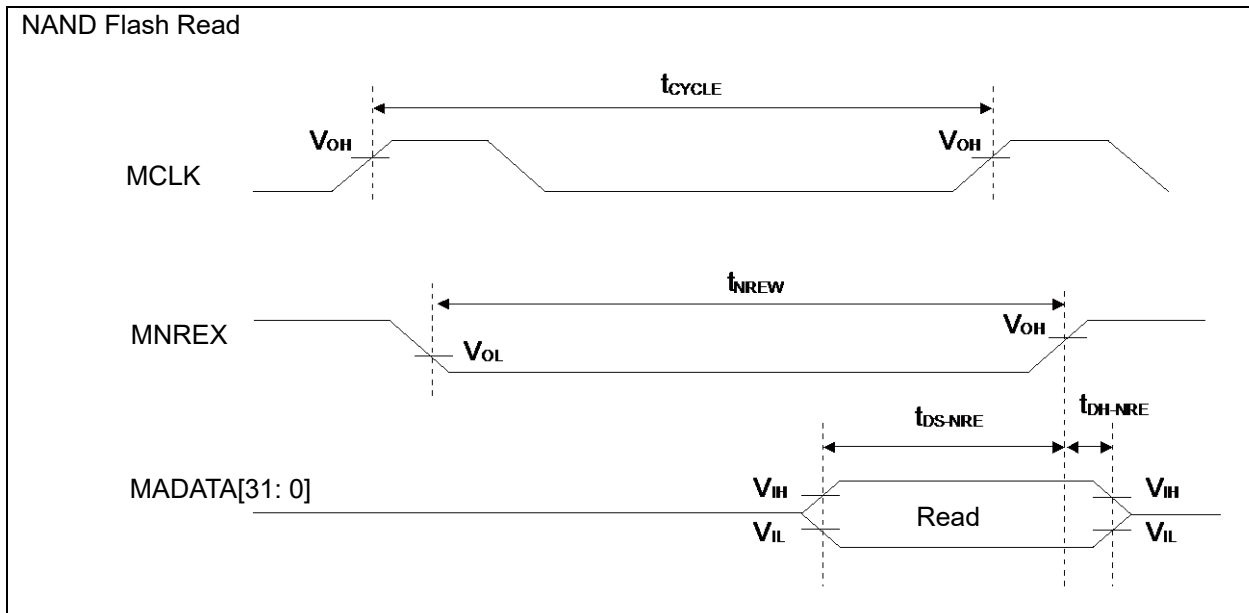 NAND Flash Read
tCYCLE
VOH
VOH
MCLK
tNREW
MNREX
VOH
VOL
tDS-NRE
tDH-NRE
MADATA[31: 0]
VIH
VIH
Read
VIL
VIL